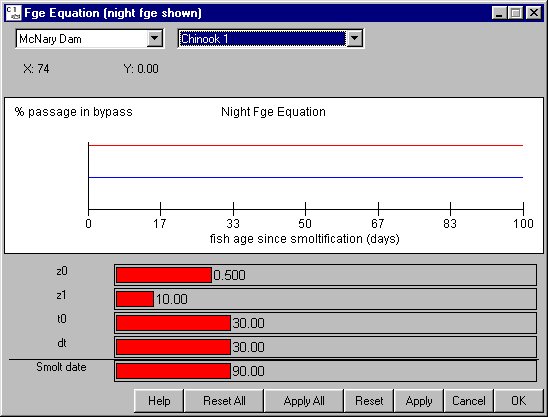 Fge Equation (night fge shown)
McNary Dam Chinook 1
X: 74 Y: 0.00
% passage in bypass Night Fge Equation
0 17 33 50 67 83 100
fish age since smoltification (days)
z0 0.500
z1 10.00
t0 30.00
dt 30.00
Smolt date 90.00
Help Reset All Apply All Reset Apply Cancel OK